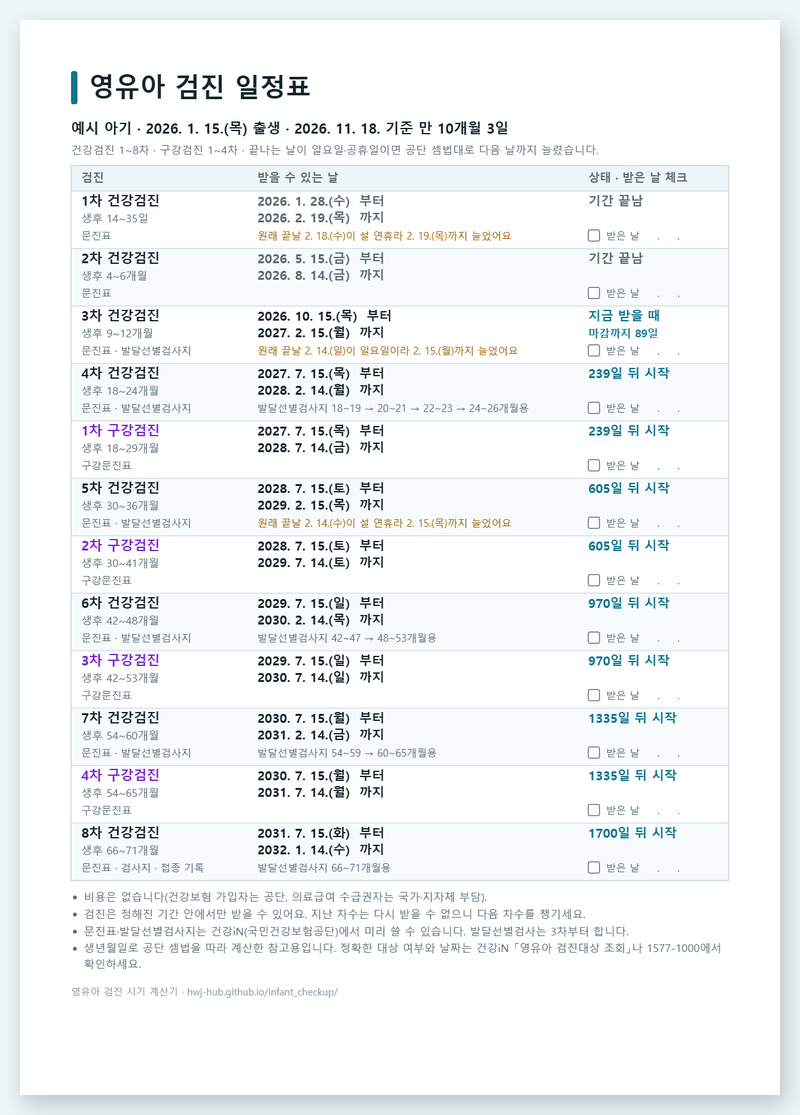 영유아 검진 일정표
예시 아기 · 2026. 1. 15.(목) 출생 · 2026. 11. 18. 기준 만 10개월 3일
건강검진 1~8차 · 구강검진 1~4차 · 끝나는 날이 일요일·공휴일이면 공단 셈법대로 다음 날까지 늘렸습니다.
검진 받을 수 있는 날 상태 · 받은 날 체크
1차 건강검진 2026. 1. 28.(수) 부터 기간 끝남
생후 14~35일 2026. 2. 19.(목) 까지
문진표 원래 끝날 2. 18.(수)이 설 연휴라 2. 19.(목)까지 늘었어요 받은 날 . .
2차 건강검진 2026. 5. 15.(금) 부터 기간 끝남
생후 4~6개월 2026. 8. 14.(금) 까지
문진표 받은 날 . .
3차 건강검진 2026. 10. 15.(목) 부터 지금 받을 때
생후 9~12개월 2027. 2. 15.(월) 까지 마감까지 89일
문진표 · 발달선별검사지 원래 끝날 2. 14.(일)이 일요일이라 2. 15.(월)까지 늘었어요 받은 날 . .
4차 건강검진 2027. 7. 15.(목) 부터 239일 뒤 시작
생후 18~24개월 2028. 2. 14.(월) 까지
문진표 · 발달선별검사지 발달선별검사지 18~19 → 20~21 → 22~23 → 24~26개월용 받은 날 . .
1차 구강검진 2027. 7. 15.(목) 부터 239일 뒤 시작
생후 18~29개월 2028. 7. 14.(금) 까지
구강문진표 받은 날 . .
5차 건강검진 2028. 7. 15.(토) 부터 605일 뒤 시작
생후 30~36개월 2029. 2. 15.(목) 까지
문진표 · 발달선별검사지 원래 끝날 2. 14.(수)이 설 연휴라 2. 15.(목)까지 늘었어요 받은 날 . .
2차 구강검진 2028. 7. 15.(토) 부터 605일 뒤 시작
생후 30~41개월 2029. 7. 14.(토) 까지
구강문진표 받은 날 . .
6차 건강검진 2029. 7. 15.(일) 부터 970일 뒤 시작
생후 42~48개월 2030. 2. 14.(목) 까지
문진표 · 발달선별검사지 발달선별검사지 42~47 → 48~53개월용 받은 날 . .
3차 구강검진 2029. 7. 15.(일) 부터 970일 뒤 시작
생후 42~53개월 2030. 7. 14.(일) 까지
구강문진표 받은 날 . .
7차 건강검진 2030. 7. 15.(월) 부터 1335일 뒤 시작
생후 54~60개월 2031. 2. 14.(금) 까지
문진표 · 발달선별검사지 발달선별검사지 54~59 → 60~65개월용 받은 날 . .
4차 구강검진 2030. 7. 15.(월) 부터 1335일 뒤 시작
생후 54~65개월 2031. 7. 14.(월) 까지
구강문진표 받은 날 . .
8차 건강검진 2031. 7. 15.(화) 부터 1700일 뒤 시작
생후 66~71개월 2032. 1. 14.(수) 까지
문진표 · 검사지 · 접종 기록 발달선별검사지 66~71개월용 받은 날 . .
• 비용은 없습니다(건강보험 가입자는 공단, 의료급여 수급권자는 국가·지자체 부담).
• 검진은 정해진 기간 안에서만 받을 수 있어요. 지난 차수는 다시 받을 수 없으니 다음 차수를 챙기세요.
• 문진표·발달선별검사지는 건강iN(국민건강보험공단)에서 미리 쓸 수 있습니다. 발달선별검사는 3차부터 합니다.
• 생년월일로 공단 셈법을 따라 계산한 참고용입니다. 정확한 대상 여부와 날짜는 건강iN 「영유아 검진대상 조회」나 1577-1000에서
확인하세요.
영유아 검진 시기 계산기 · hwj-hub.github.io/infant_checkup/